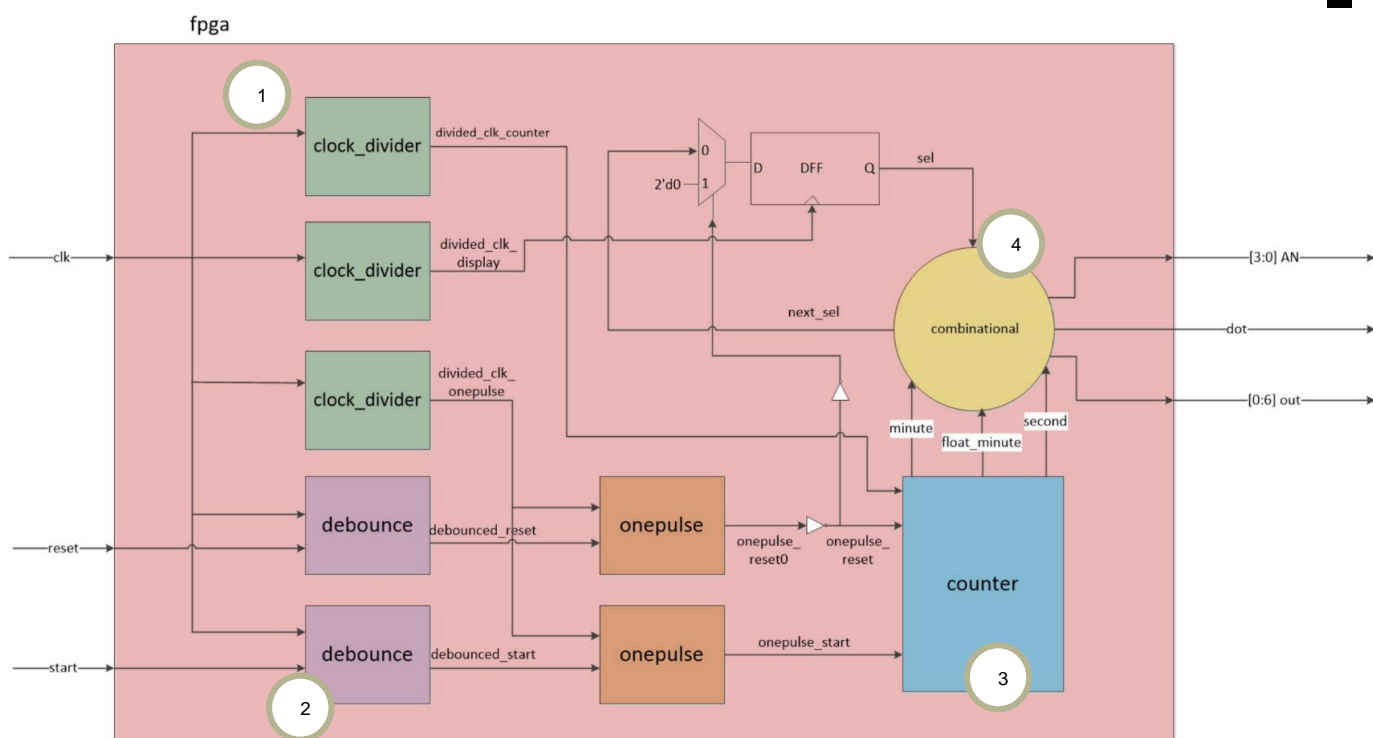 fpga
1
clock_divider
divided_clk_counter
0
2'd0
1
D
DFF
Q
sel
clk
clock_divider
divided_clk_
display
4
[3:0] AN
next_sel
combinational
dot
clock_divider
divided_clk_
onepulse
[0:6] out
minute
float_minute
second
reset
debounce
debounced_reset
onepulse
onepulse_
reset0
onepulse_
reset
counter
start
debounce
debounced_start
onepulse
onepulse_start
2
3